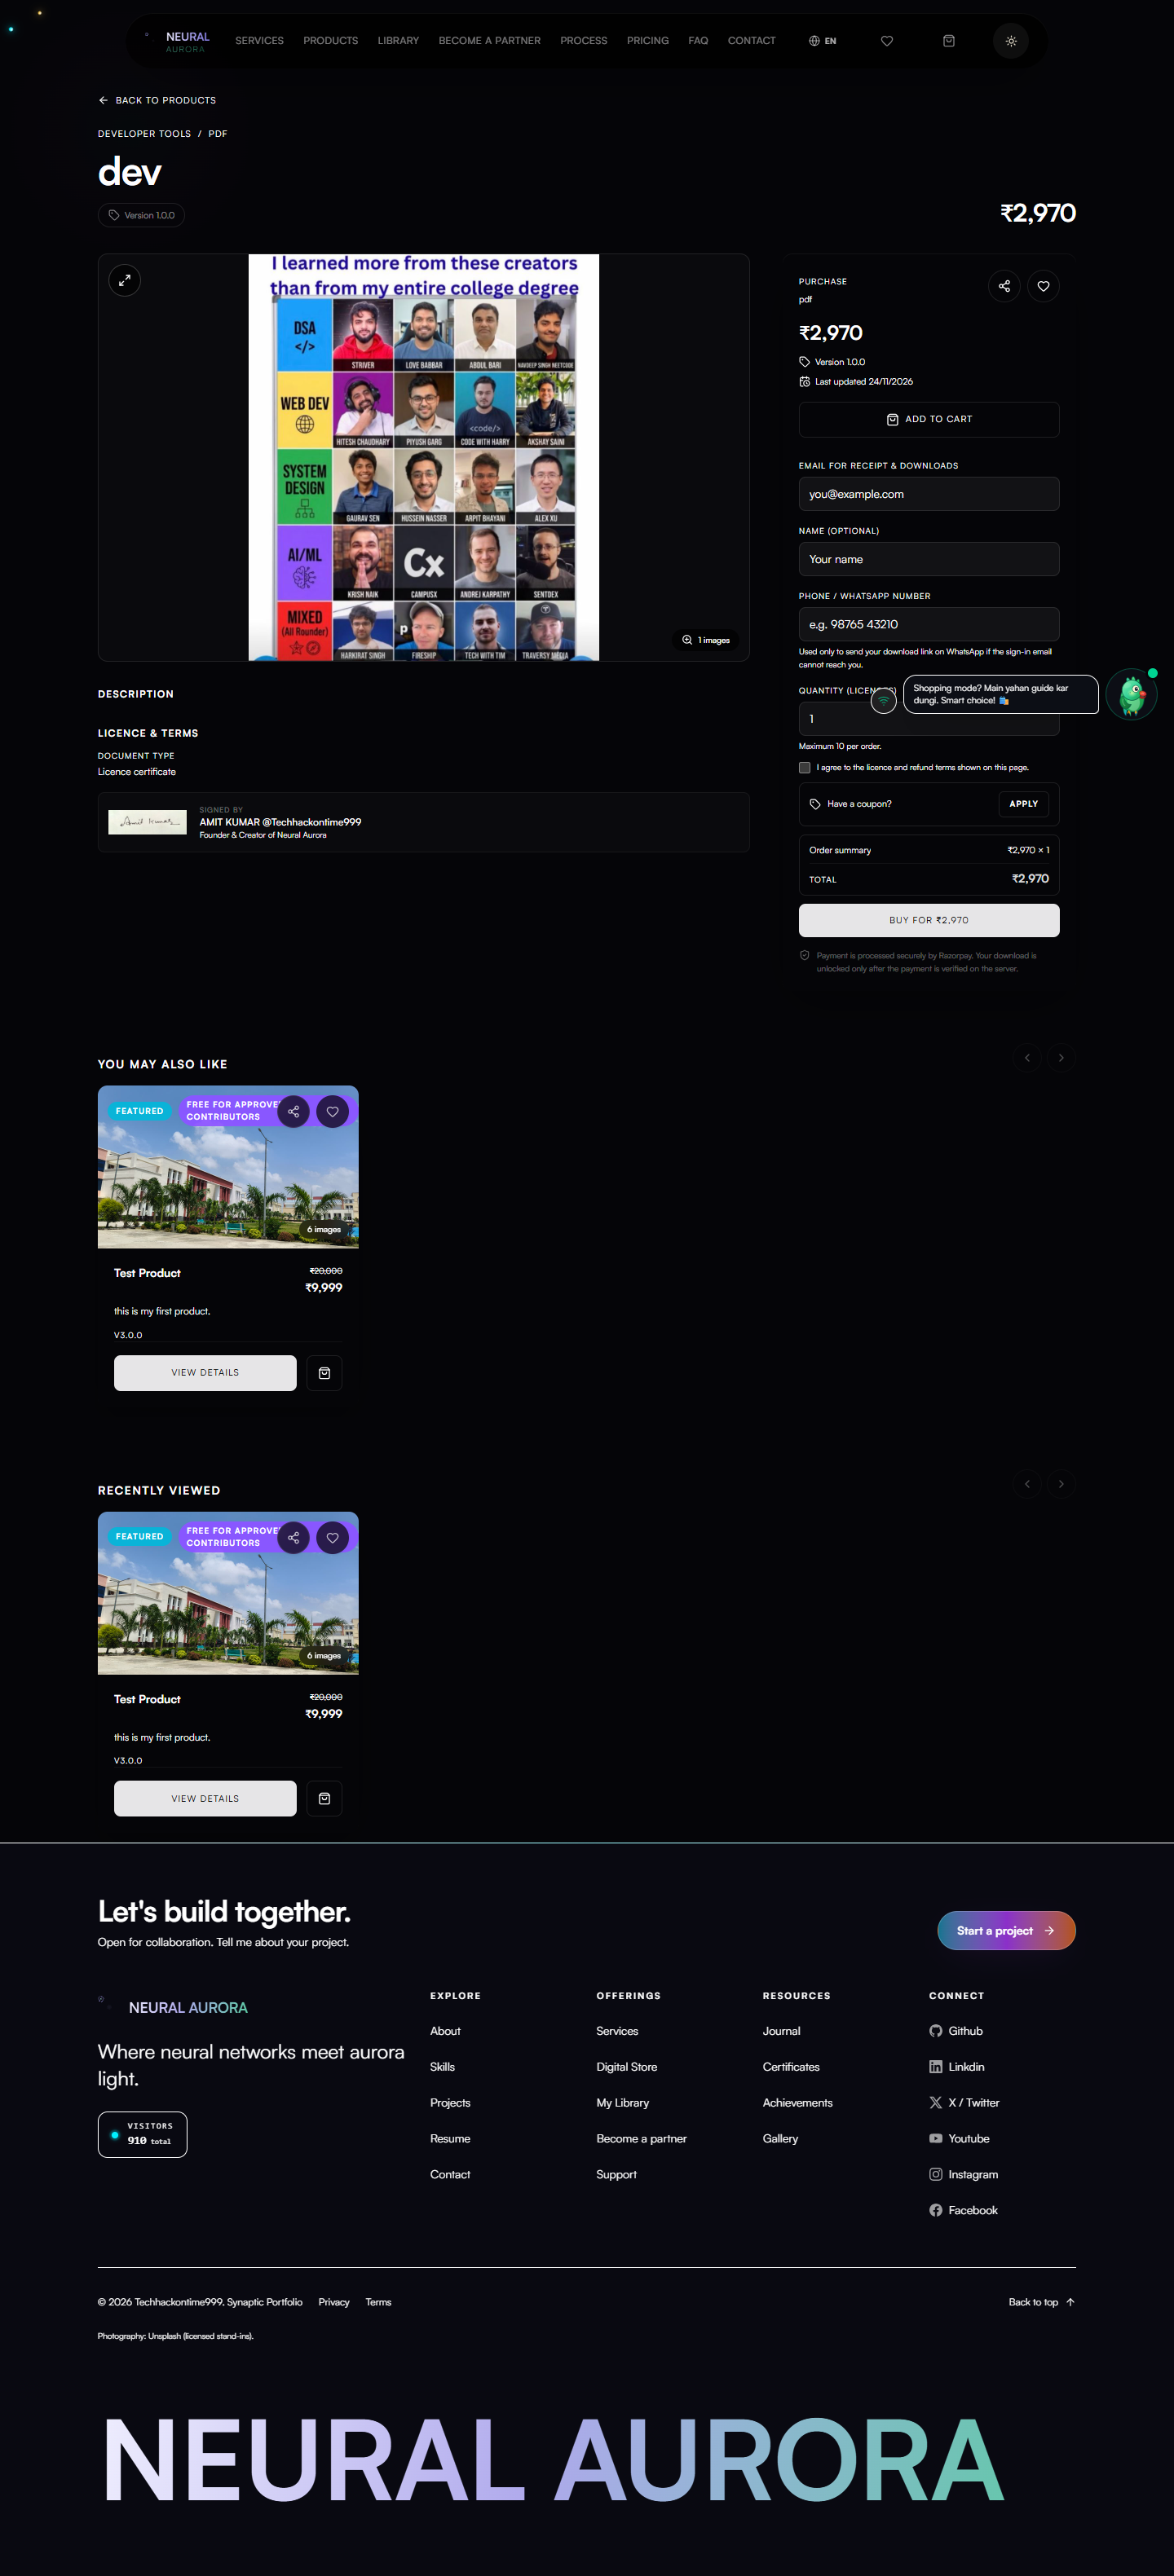 NEURAL
AURORA
SERVICES
PRODUCTS
LIBRARY
BECOME A PARTNER
PROCESS
PRICING
FAQ
CONTACT
EN
BACK TO PRODUCTS
DEVELOPER TOOLS / PDF
dev
Version 1.0.0
₹2,970
I learned more from these creators
than from my entire college degree
DSA
</>
STRIVER
LOVE BABBAR
ABDUL BARI
NAVDEEP SINGH NEETCODE
WEB DEV
HITESH CHAUDHARY
PIYUSH GARG
<code/>
CODE WITH HARRY
AKSHAY SAINI
SYSTEM
DESIGN
GAURAV SEN
HUSSEIN NASSER
ARPIT BHAYANI
ALEX XU
AI/ML
KRISH NAIK
Cx
CAMPUSX
ANDREJ KARPATHY
SENTDEX
MIXED
(All Rounder)
HARKIRAT SINGH
FIRESHIP
TECH WITH TIM
TRAVERSY MEDIA
1 images
PURCHASE
pdf
₹2,970
Version 1.0.0
Last updated 24/11/2026
ADD TO CART
EMAIL FOR RECEIPT & DOWNLOADS
you@example.com
NAME (OPTIONAL)
Your name
PHONE / WHATSAPP NUMBER
e.g. 98765 43210
Used only to send your download link on WhatsApp if the sign-in email
cannot reach you.
QUANTITY
1
Shopping mode? Main yahan guide kar
dungi. Smart choice! 🛍️
Maximum 10 per order.
I agree to the licence and refund terms shown on this page.
Have a coupon?
APPLY
Order summary
₹2,970 × 1
TOTAL
₹2,970
BUY FOR ₹2,970
Payment is processed securely by Razorpay. Your download is
unlocked only after the payment is verified on the server.
DESCRIPTION
LICENCE & TERMS
DOCUMENT TYPE
Licence certificate
Amit Kumar
SIGNED BY
AMIT KUMAR @Techhackontime999
Founder & Creator of Neural Aurora
YOU MAY ALSO LIKE
FEATURED
FREE FOR
CONTRIBUTORS
6 images
Test Product
₹20,000
₹9,999
this is my first product.
V3.0.0
VIEW DETAILS
RECENTLY VIEWED
FEATURED
FREE FOR
CONTRIBUTORS
6 images
Test Product
₹20,000
₹9,999
this is my first product.
V3.0.0
VIEW DETAILS
Let's build together.
Open for collaboration. Tell me about your project.
Start a project
NEURAL AURORA
Where neural networks meet aurora
light.
VISITORS
910 total
EXPLORE
About
Skills
Projects
Resume
Contact
OFFERINGS
Services
Digital Store
My Library
Become a partner
Support
RESOURCES
Journal
Certificates
Achievements
Gallery
CONNECT
Github
Linkdin
X / Twitter
Youtube
Instagram
Facebook
© 2026 Techhackontime999. Synaptic Portfolio
Privacy
Terms
Back to top
Photography: Unsplash (licensed stand-ins).
NEURAL AURORA